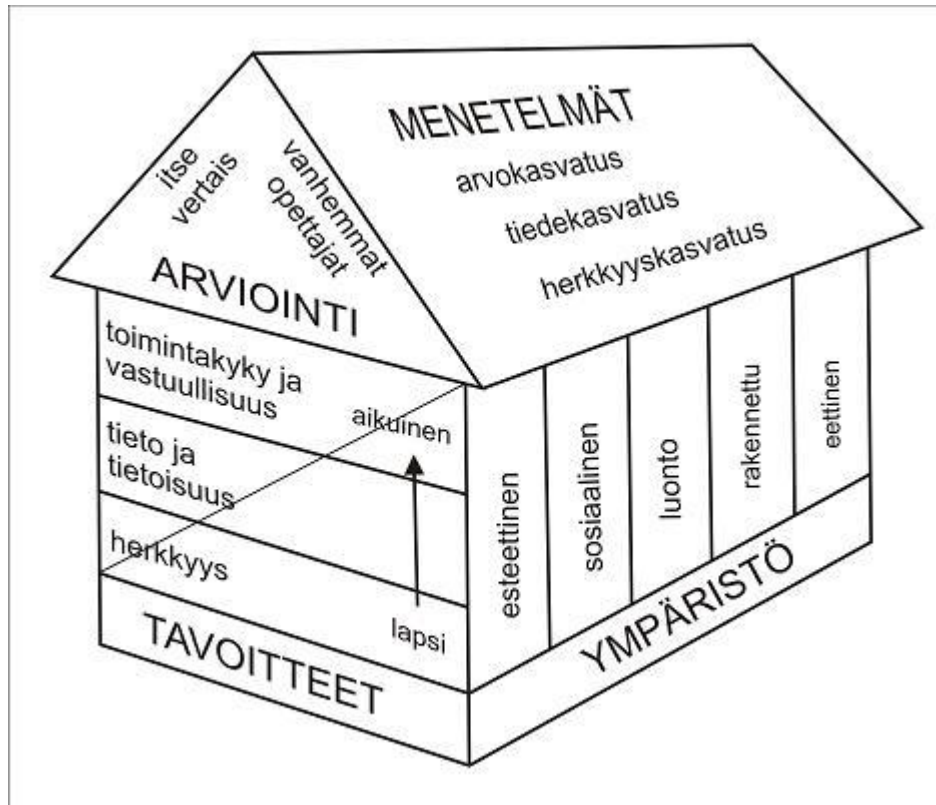 MENETELMÄT
arvokasvatus
tiedekasvatus
herkkyyskasvatus
itse
vertais
vanhemmat
opettajat
ARVIOINTI
toimintakyky ja
vastuullisuus
aikuinen
tieto ja
tietoisuus
herkkyys
lapsi
TAVOITTEET
esteettinen
sosiaalinen
luonto
rakennettu
eettinen
YMPÄRISTÖ